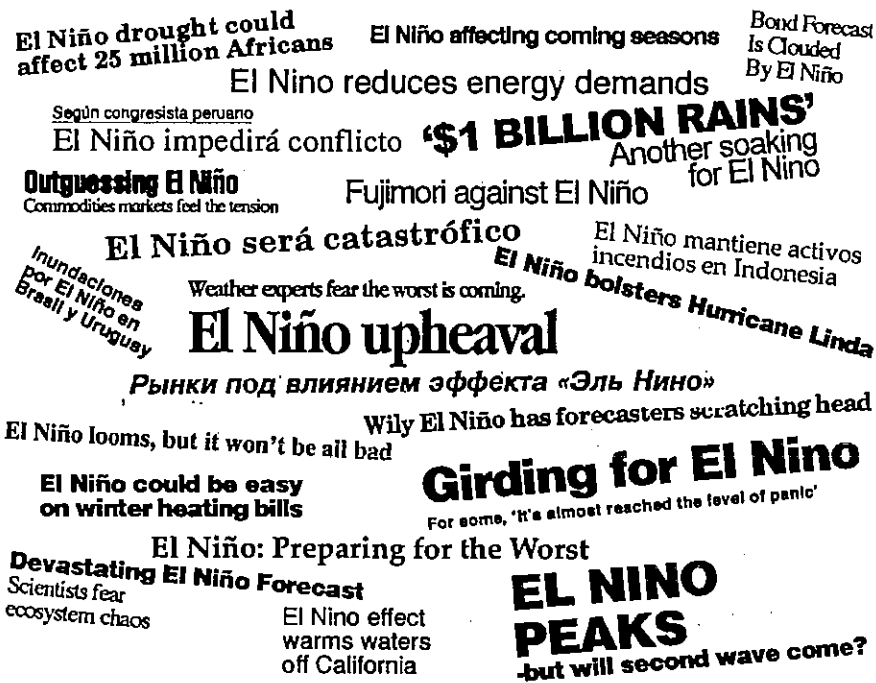 El Niño drought could
affect 25 million Africans
El Niño affecting coming seasons
Bond Forecast
Is Clouded
By El Niño
El Nino reduces energy demands
Según congresista peruano
El Niño impedirá conflicto
‘$1 BILLION RAINS’
Another soaking
for El Nino
Outguessing El Niño
Commodities markets feel the tension
Fujimori against El Niño
El Niño será catastrófico
El Niño mantiene activos
incendios en Indonesia
Inundaciones
por El Niño en
Brasil y Uruguay
Weather experts fear the worst is coming.
El Niño upheaval
El Niño bolsters Hurricane Linda
Рынки под влиянием эффекта «Эль Нино»
Wily El Niño has forecasters scratching head
El Niño looms, but it won't be all bad
Girding for El Nino
For some, 'It's almost reached the level of panic'
El Niño could be easy
on winter heating bills
El Niño: Preparing for the Worst
Devastating El Niño Forecast
Scientists fear
ecosystem chaos
El Nino effect
warms waters
off California
EL NINO
PEAKS
-but will second wave come?